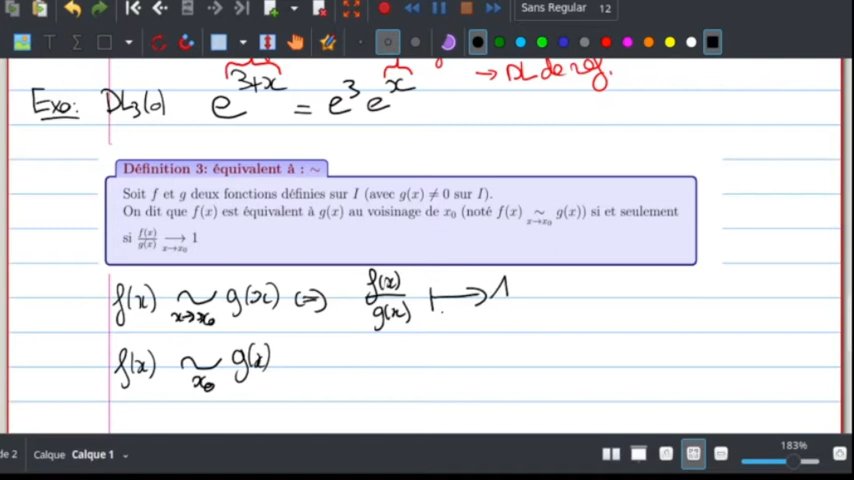 Sans Regular 12
→ DL de ref.
Exo: DL₃(0) e^{3+x} = e^3 e^x
Définition 3: équivalent à : ∼
Soit f et g deux fonctions définies sur I (avec g(x) ≠ 0 sur I).
On dit que f(x) est équivalent à g(x) au voisinage de x₀ (noté f(x) ∼_{x→x₀} g(x)) si et seulement
si f(x)/g(x) ⟶_{x→x₀} 1
f(x) ∼_{x→x₀} g(x) ⇔ f(x)/g(x) ⟼ 1
f(x) ∼_{x₀} g(x)
de 2 Calque Calque 1 183%